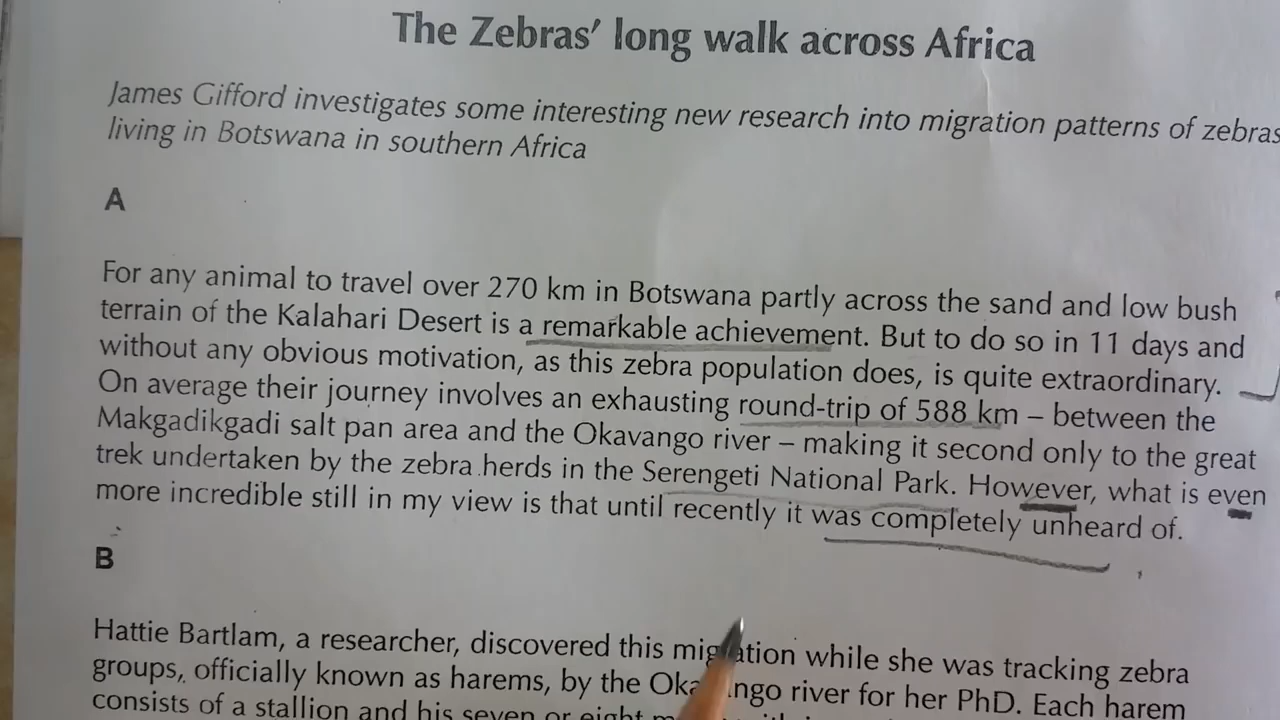 The Zebras' long walk across Africa
James Gifford investigates some interesting new research into migration patterns of zebras
living in Botswana in southern Africa
A
For any animal to travel over 270 km in Botswana partly across the sand and low bush
terrain of the Kalahari Desert is a remarkable achievement. But to do so in 11 days and
without any obvious motivation, as this zebra population does, is quite extraordinary.
On average their journey involves an exhausting round-trip of 588 km – between the
Makgadikgadi salt pan area and the Okavango river – making it second only to the great
trek undertaken by the zebra herds in the Serengeti National Park. However, what is even
more incredible still in my view is that until recently it was completely unheard of.
B
Hattie Bartlam, a researcher, discovered this migration while she was tracking zebra
groups, officially known as harems, by the Okavango river for her PhD. Each harem
consists of a stallion and his seven or eight